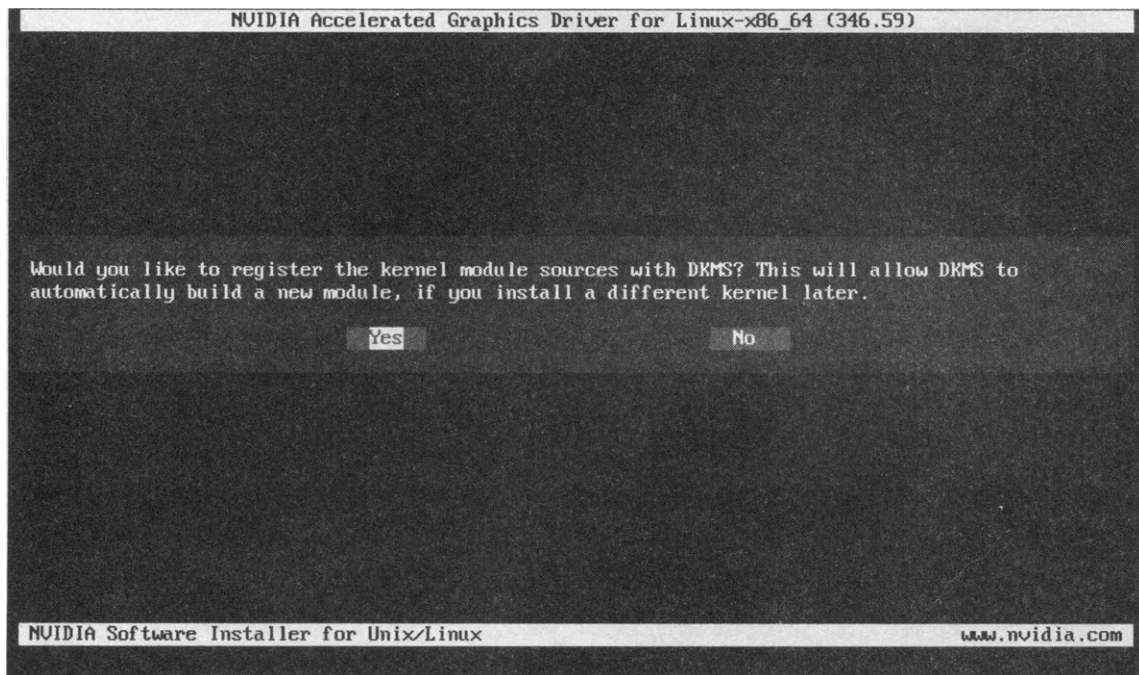 NVIDIA Accelerated Graphics Driver for Linux-x86_64 (346.59)
Would you like to register the kernel module sources with DKMS? This will allow DKMS to
automatically build a new module, if you install a different kernel later.
Yes
No
NVIDIA Software Installer for Unix/Linux
www.nvidia.com